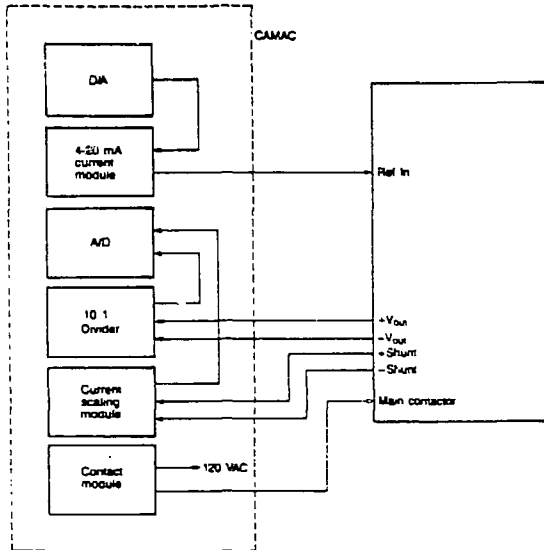 CAMAC
D/A
4-20 mA
current
module
Ref In
A/D
10 1
Divider
+Vout
-Vout
+Shunt
-Shunt
Current
scaling
module
Main contactor
Contact
module
120 VAC